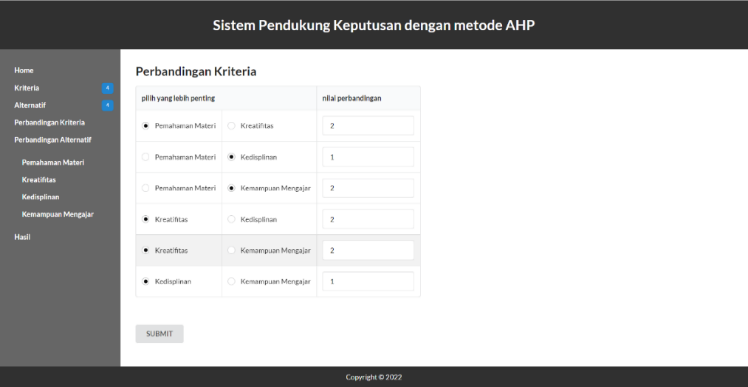 Sistem Pendukung Keputusan dengan metode AHP
Home
Kriteria 4
Alternatif 4
Perbandingan Kriteria
Perbandingan Alternatif
Pemahaman Materi
Kreatifitas
Kedisplinan
Kemampuan Mengajar
Hasil
Perbandingan Kriteria
pilih yang lebih penting nilai perbandingan
Pemahaman Materi Kreatifitas 2
Pemahaman Materi Kedisplinan 1
Pemahaman Materi Kemampuan Mengajar 2
Kreatifitas Kedisplinan 2
Kreatifitas Kemampuan Mengajar 2
Kedisplinan Kemampuan Mengajar 1
SUBMIT
Copyright © 2022